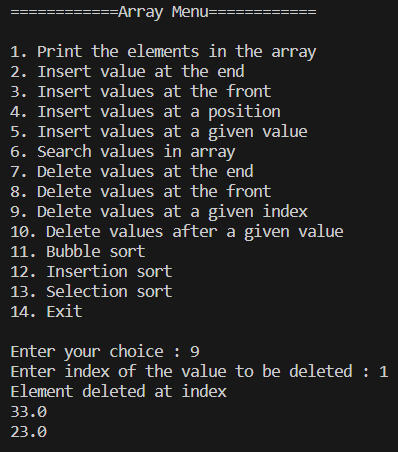 ============Array Menu============
1. Print the elements in the array
2. Insert value at the end
3. Insert values at the front
4. Insert values at a position
5. Insert values at a given value
6. Search values in array
7. Delete values at the end
8. Delete values at the front
9. Delete values at a given index
10. Delete values after a given value
11. Bubble sort
12. Insertion sort
13. Selection sort
14. Exit
Enter your choice : 9
Enter index of the value to be deleted : 1
Element deleted at index
33.0
23.0